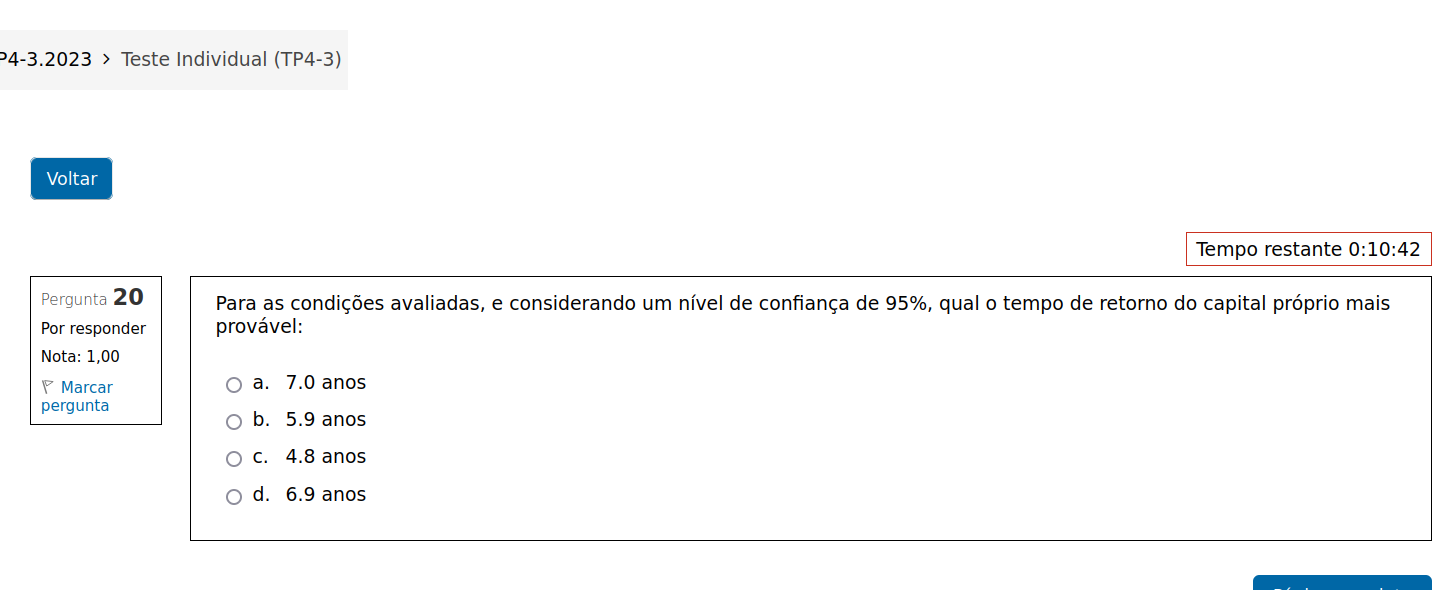 P4-3.2023 > Teste Individual (TP4-3)
Voltar
Tempo restante 0:10:42
Pergunta 20
Por responder
Nota: 1,00
Marcar
pergunta
Para as condições avaliadas, e considerando um nível de confiança de 95%, qual o tempo de retorno do capital próprio mais
provável:
a. 7.0 anos
b. 5.9 anos
c. 4.8 anos
d. 6.9 anos